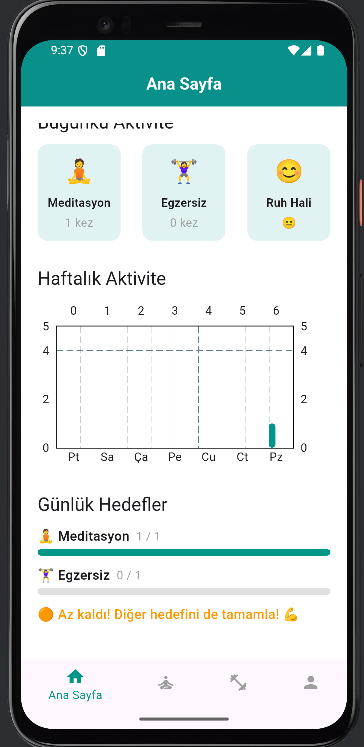 9:37
Ana Sayfa
Bugünkü Aktivite
Meditasyon Egzersiz Ruh Hali
1 kez 0 kez
Haftalık Aktivite
0 1 2 3 4 5 6
5 5
4 4
2 2
0 0
Pt Sa Ça Pe Cu Ct Pz
Günlük Hedefler
Meditasyon 1 / 1
Egzersiz 0 / 1
Az kaldı! Diğer hedefini de tamamla!
Ana Sayfa